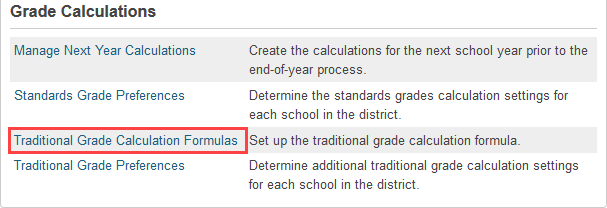 Grade Calculations
Manage Next Year Calculations Create the calculations for the next school year prior to the
end-of-year process.
Standards Grade Preferences Determine the standards grades calculation settings for
each school in the district.
Traditional Grade Calculation Formulas Set up the traditional grade calculation formula.
Traditional Grade Preferences Determine additional traditional grade calculation settings
for each school in the district.